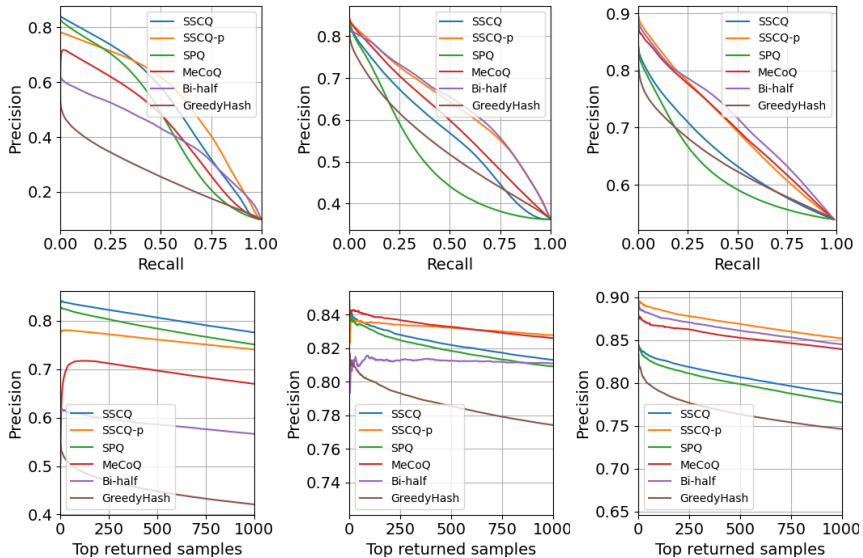 Precision
0.8
0.6
0.4
0.2
SSCQ
SSCQ-p
SPQ
MeCoQ
Bi-half
GreedyHash
0.00 0.25 0.50 0.75 1.00
Recall
Precision
0.8
0.7
0.6
0.5
0.4
SSCQ
SSCQ-p
SPQ
MeCoQ
Bi-half
GreedyHash
0.00 0.25 0.50 0.75 1.00
Recall
Precision
0.9
0.8
0.7
0.6
SSCQ
SSCQ-p
SPQ
MeCoQ
Bi-half
GreedyHash
0.00 0.25 0.50 0.75 1.00
Recall
Precision
0.8
0.7
0.6
0.5
0.4
SSCQ
SSCQ-p
SPQ
MeCoQ
Bi-half
GreedyHash
0 250 500 750 1000
Top returned samples
Precision
0.84
0.82
0.80
0.78
0.76
0.74
0.72
SSCQ
SSCQ-p
SPQ
MeCoQ
Bi-half
GreedyHash
0 250 500 750 1000
Top returned samples
Precision
0.90
0.85
0.80
0.75
0.70
0.65
SSCQ
SSCQ-p
SPQ
MeCoQ
Bi-half
GreedyHash
0 250 500 750 1000
Top returned samples